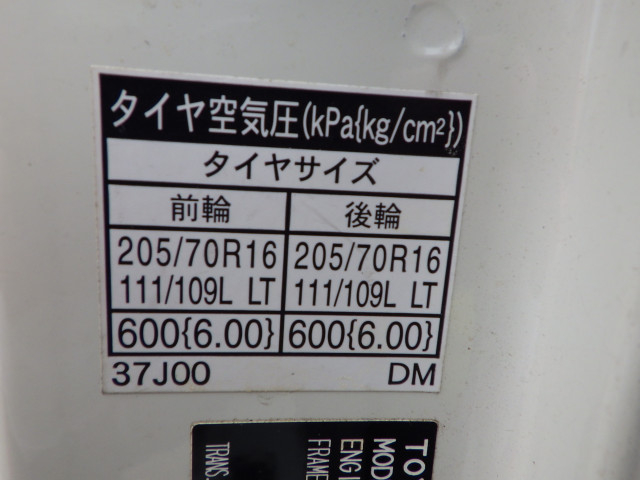 タイヤ空気圧(kPa{kg/cm²})
タイヤサイズ
前輪 後輪
205/70R16 205/70R16
111/109L LT 111/109L LT
600{6.00} 600{6.00}
37J00 DM
MOD
ENGI
FRAME
TRANS.